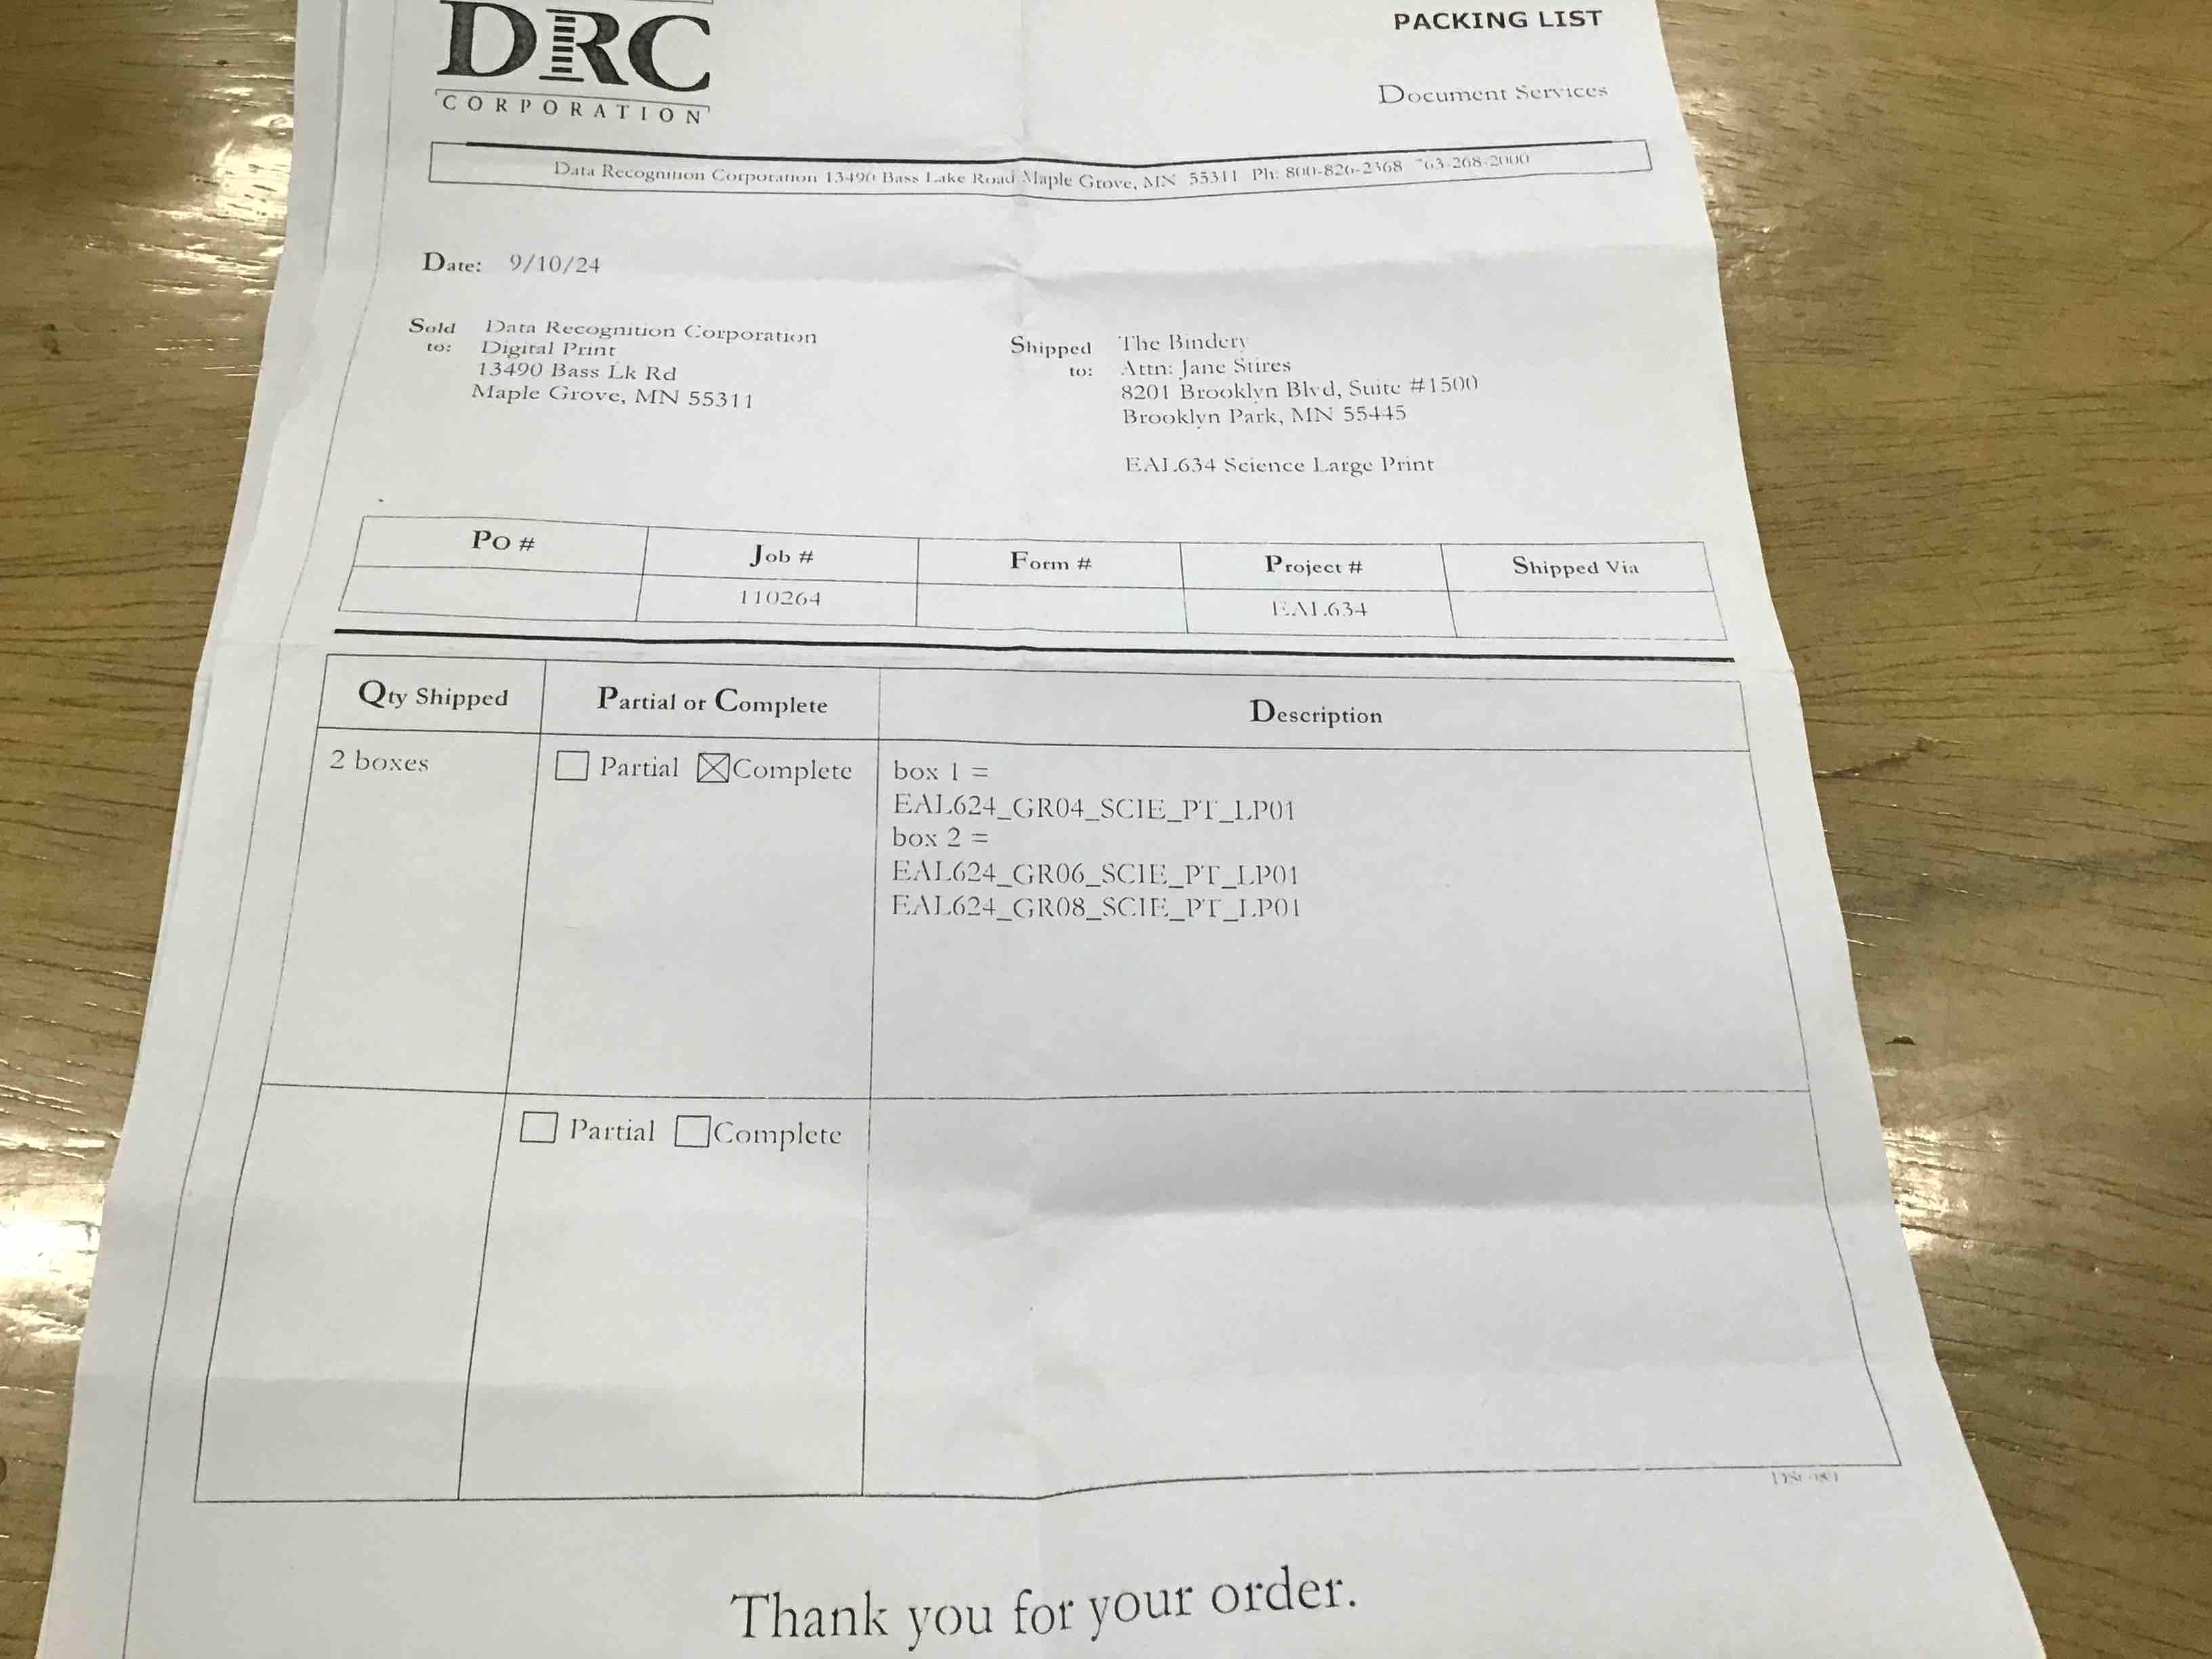 DRC
CORPORATION
PACKING LIST
Document Services
Data Recognition Corporation 13490 Bass Lake Road Maple Grove, MN 55311 Ph: 800-826-2368 763-268-2000
Date: 9/10/24
Sold to:
Data Recognition Corporation
Digital Print
13490 Bass Lk Rd
Maple Grove, MN 55311
Shipped to:
The Bindery
Attn: Jane Stires
8201 Brooklyn Blvd, Suite #1500
Brooklyn Park, MN 55445
EAL634 Science Large Print
PO # Job # Form # Project # Shipped Via
110264 EAL634
Qty Shipped Partial or Complete Description
2 boxes Partial Complete box 1 =
EAL624_GR04_SCIE_PT_LP01
box 2 =
EAL624_GR06_SCIE_PT_LP01
EAL624_GR08_SCIE_PT_LP01
Partial Complete
Thank you for your order.